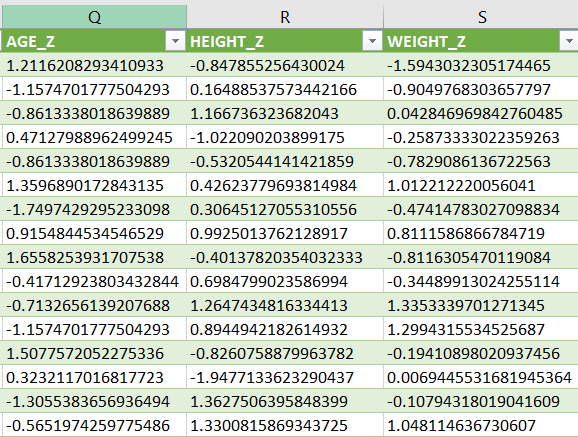 Q R S
AGE_Z HEIGHT_Z WEIGHT_Z
1.2116208293410933 -0.847855256430024 -1.5943032305174465
-1.1574701777504293 0.16488537573442166 -0.9049768303657797
-0.8613338018639889 1.166736323682043 0.042846969842760485
0.47127988962499245 -1.022090203899175 -0.25873333022359263
-0.8613338018639889 -0.5320544141421859 -0.7829086136722563
1.3596890172843135 0.42623779693814984 1.012212220056041
-1.7497429295233098 0.30645127055310556 -0.47414783027098834
0.9154844534546529 0.9925013762128917 0.8111586866784719
1.6558253931707538 -0.40137820354032333 -0.8116305470119084
-0.41712923803432844 0.6984799023586994 -0.34489913024255114
-0.7132656139207688 1.2647434816334413 1.3353339701271345
-1.1574701777504293 0.8944942182614932 1.2994315534525687
1.5077572052275336 -0.8260758879963782 -0.19410898020937456
0.3232117016817723 -1.9477133623290437 0.0069445531681945364
-1.3055383656936494 1.3627506395848399 -0.10794318019041609
-0.5651974259775486 1.3300815869343725 1.048114636730607